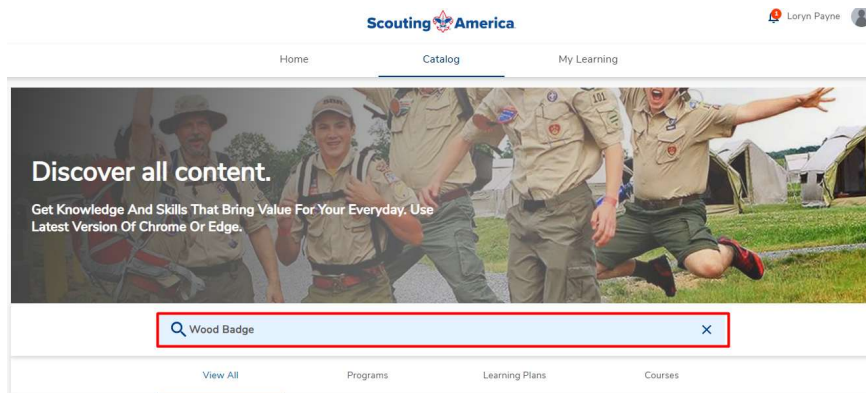 Scouting America
1
Loryn Payne
Home
Catalog
My Learning
Discover all content.
Get Knowledge And Skills That Bring Value For Your Everyday. Use
Latest Version Of Chrome Or Edge.
Wood Badge
View All
Programs
Learning Plans
Courses